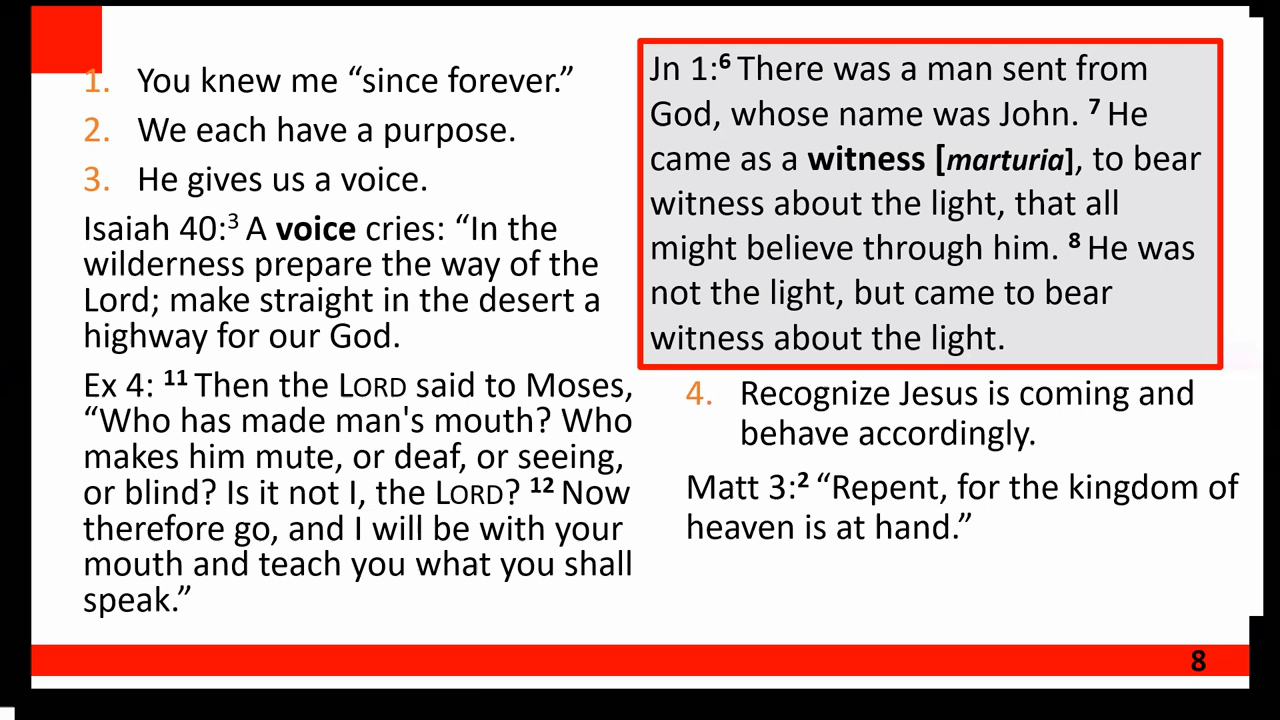 1. You knew me “since forever.”
2. We each have a purpose.
3. He gives us a voice.
Isaiah 40:3 A voice cries: “In the
wilderness prepare the way of the
Lord; make straight in the desert a
highway for our God.
Ex 4: 11 Then the LORD said to Moses,
“Who has made man's mouth? Who
makes him mute, or deaf, or seeing,
or blind? Is it not I, the LORD? 12 Now
therefore go, and I will be with your
mouth and teach you what you shall
speak.”
Jn 1:6 There was a man sent from
God, whose name was John. 7 He
came as a witness [marturia], to bear
witness about the light, that all
might believe through him. 8 He was
not the light, but came to bear
witness about the light.
4. Recognize Jesus is coming and
behave accordingly.
Matt 3:2 “Repent, for the kingdom of
heaven is at hand.”
8